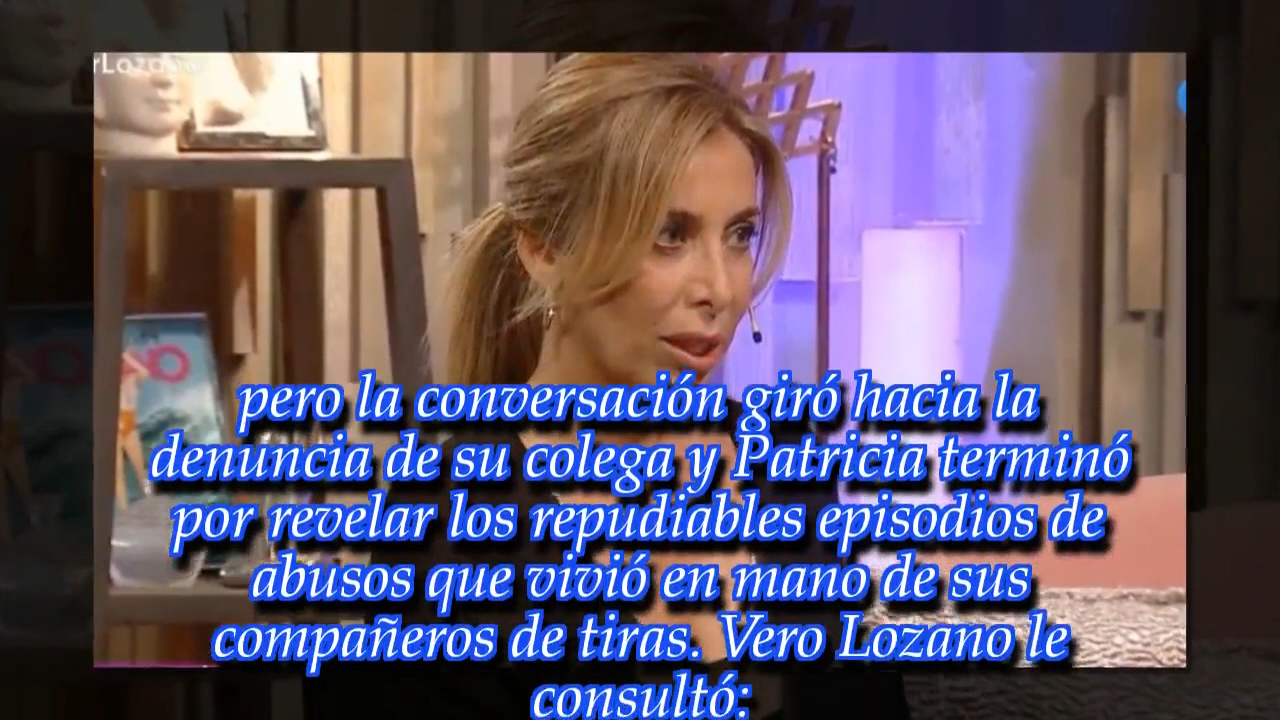 rLozano
pero la conversación giró hacia la
denuncia de su colega y Patricia terminó
por revelar los repudiables episodios de
abusos que vivió en mano de sus
compañeros de tiras. Vero Lozano le
consultó: